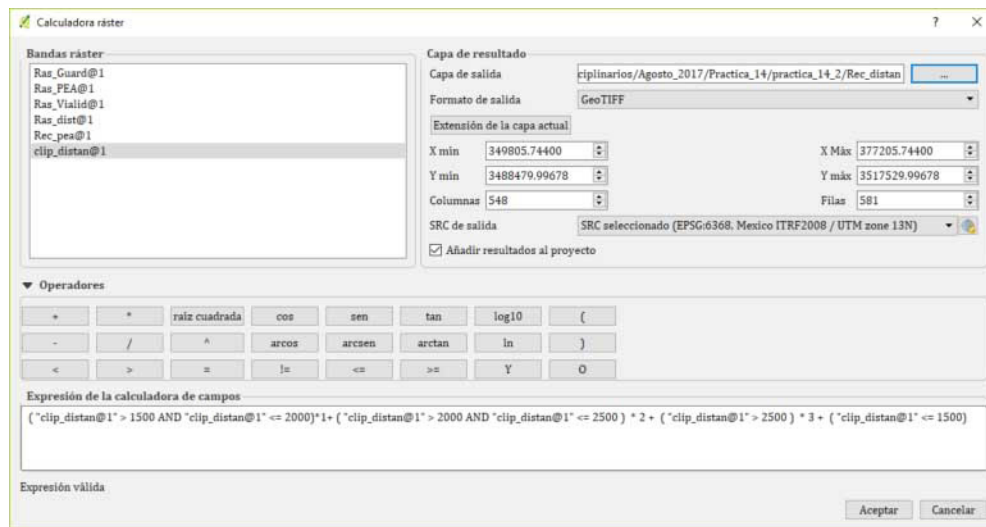 Calculadora ráster
? ×
Bandas ráster
Ras_Guard@1
Ras_PEA@1
Ras_Vialid@1
Ras_dist@1
Rec_pea@1
clip_distan@1
Capa de resultado
Capa de salida ciplinarios/Agosto_2017/Practica_14/practica_14_2/Rec_distan ...
Formato de salida GeoTIFF
Extensión de la capa actual
X min 349805.74400 X Máx 377205.74400
Y min 3488479.99678 Y máx 3517529.99678
Columnas 548 Filas 581
SRC de salida SRC seleccionado (EPSG:6368, Mexico ITRF2008 / UTM zone 13N)
Añadir resultados al proyecto
Operadores
+ * raíz cuadrada cos sen tan log10 (
- / ^ arcos arcsen arctan ln )
< > = != <= >= Y O
Expresión de la calculadora de campos
( "clip_distan@1" > 1500 AND "clip_distan@1" <= 2000)*1+ ( "clip_distan@1" > 2000 AND "clip_distan@1" <= 2500 ) * 2 + ( "clip_distan@1" > 2500 ) * 3 + ( "clip_distan@1" <= 1500)
Expresión válida
Aceptar Cancelar